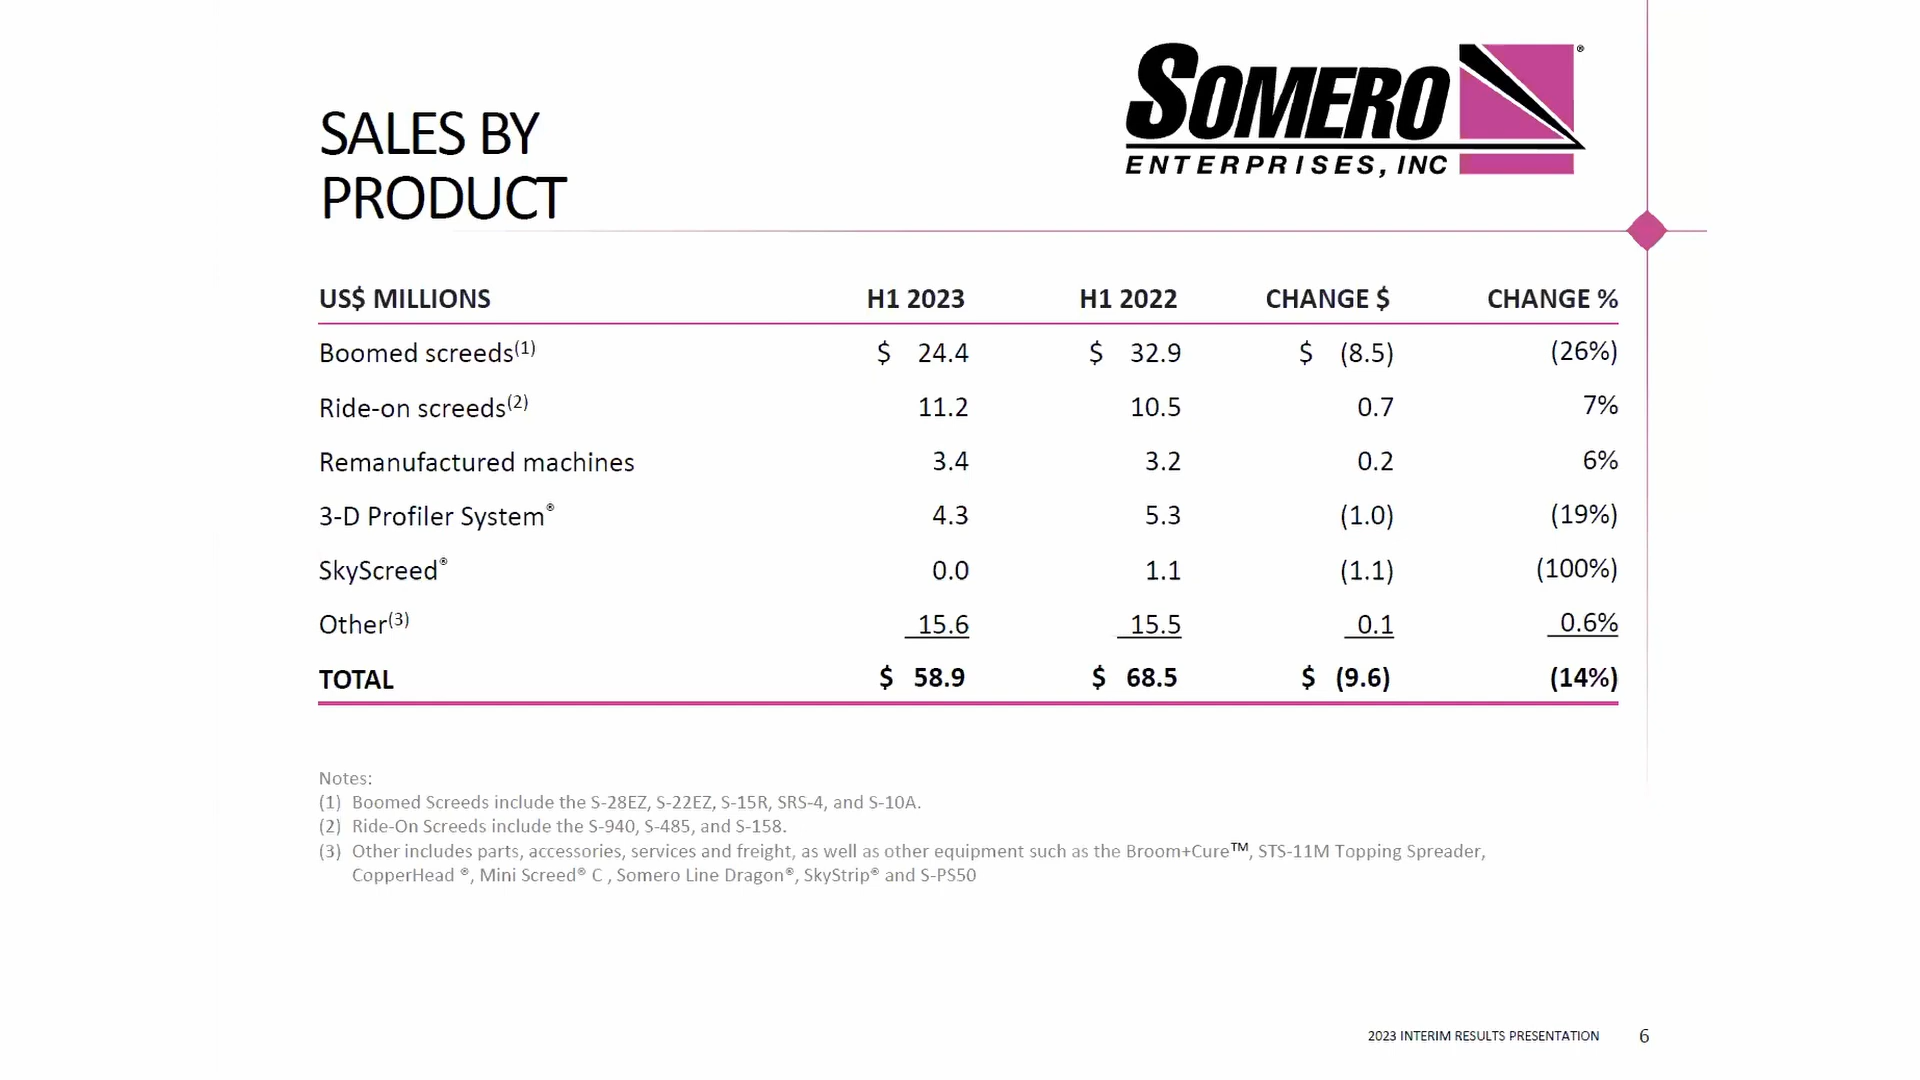 SOMERO®
ENTERPRISES, INC
SALES BY
PRODUCT
US$ MILLIONS H1 2023 H1 2022 CHANGE $ CHANGE %
Boomed screeds(1) $ 24.4 $ 32.9 $ (8.5) (26%)
Ride-on screeds(2) 11.2 10.5 0.7 7%
Remanufactured machines 3.4 3.2 0.2 6%
3-D Profiler System® 4.3 5.3 (1.0) (19%)
SkyScreed® 0.0 1.1 (1.1) (100%)
Other(3) 15.6 15.5 0.1 0.6%
TOTAL $ 58.9 $ 68.5 $ (9.6) (14%)
Notes:
(1) Boomed Screeds include the S-28EZ, S-22EZ, S-15R, SRS-4, and S-10A.
(2) Ride-On Screeds include the S-940, S-485, and S-158.
(3) Other includes parts, accessories, services and freight, as well as other equipment such as the Broom+Cure™, STS-11M Topping Spreader,
CopperHead ®, Mini Screed® C , Somero Line Dragon®, SkyStrip® and S-PS50
2023 INTERIM RESULTS PRESENTATION 6